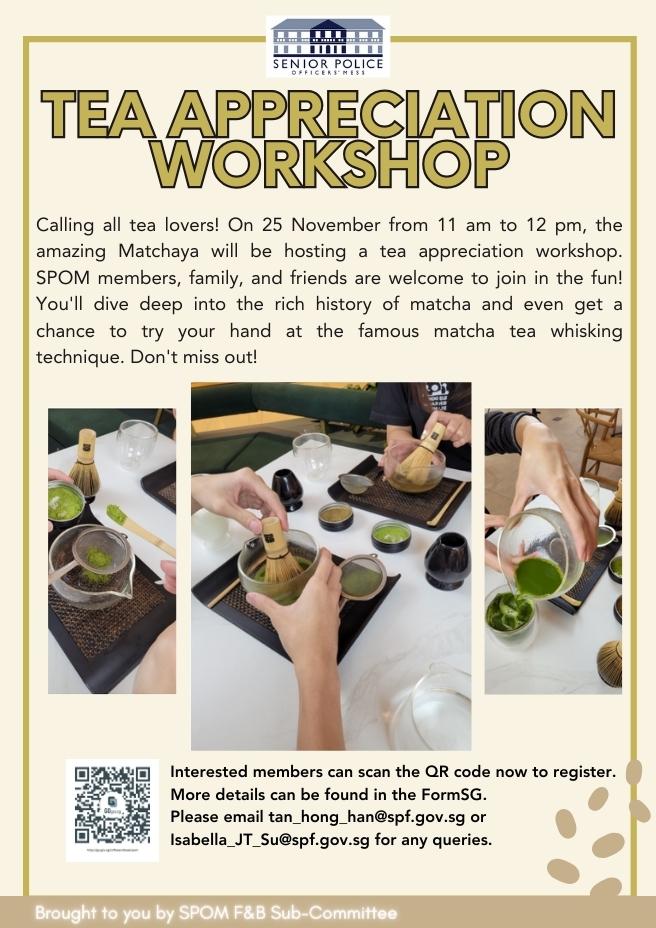 SENIOR POLICE
OFFICERS' MESS
TEA APPRECIATION
WORKSHOP
Calling all tea lovers! On 25 November from 11 am to 12 pm, the
amazing Matchaya will be hosting a tea appreciation workshop.
SPOM members, family, and friends are welcome to join in the fun!
You'll dive deep into the rich history of matcha and even get a
chance to try your hand at the famous matcha tea whisking
technique. Don't miss out!
Interested members can scan the QR code now to register.
More details can be found in the FormSG.
Please email tan_hong_han@spf.gov.sg or
Isabella_JT_Su@spf.gov.sg for any queries.
Brought to you by SPOM F&B Sub-Committee